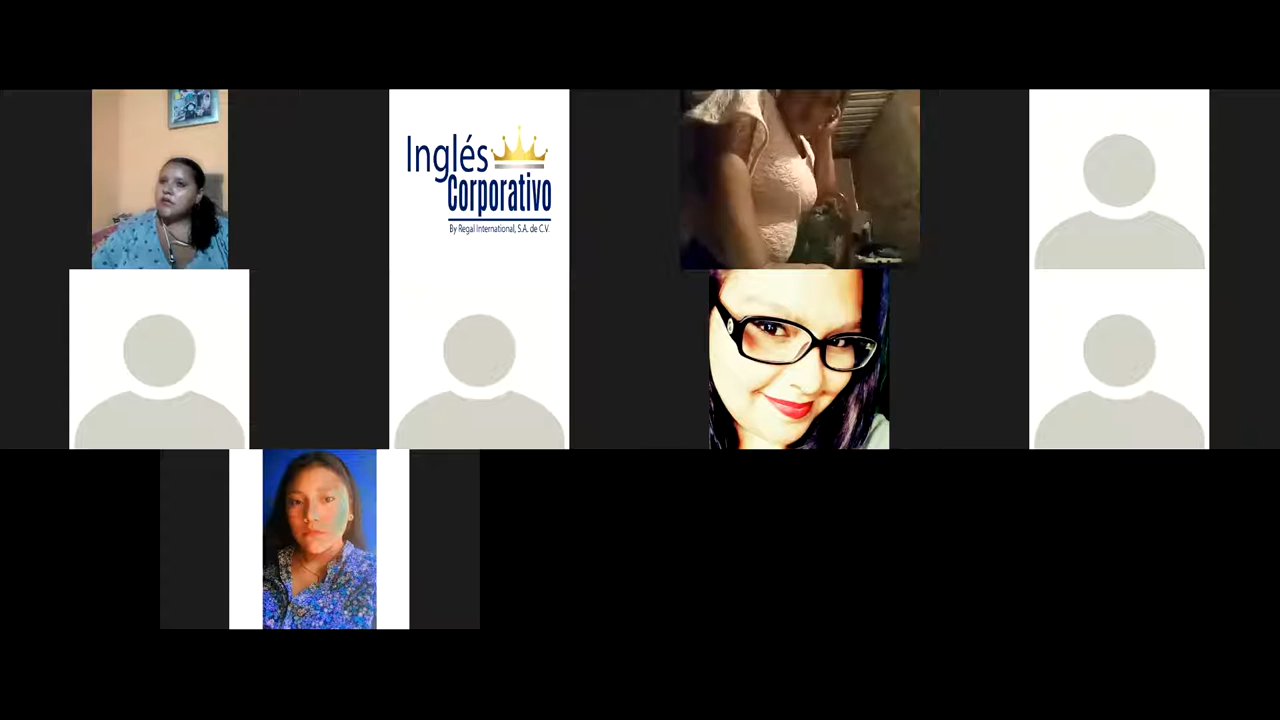 Inglés
Corporativo
By Regal International, S.A. de C.V.